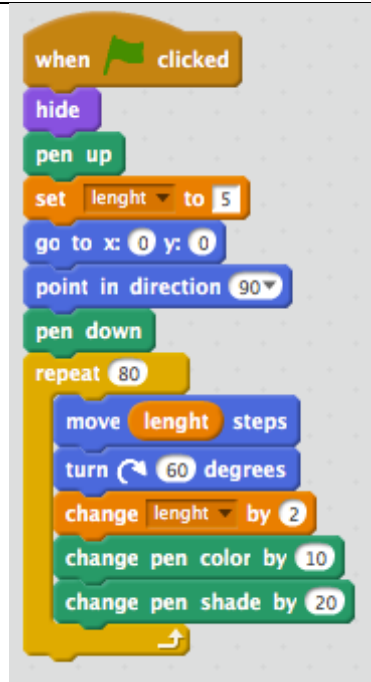 when clicked
hide
pen up
set lenght to 5
go to x: 0 y: 0
point in direction 90
pen down
repeat 80
move lenght steps
turn 60 degrees
change lenght by 2
change pen color by 10
change pen shade by 20